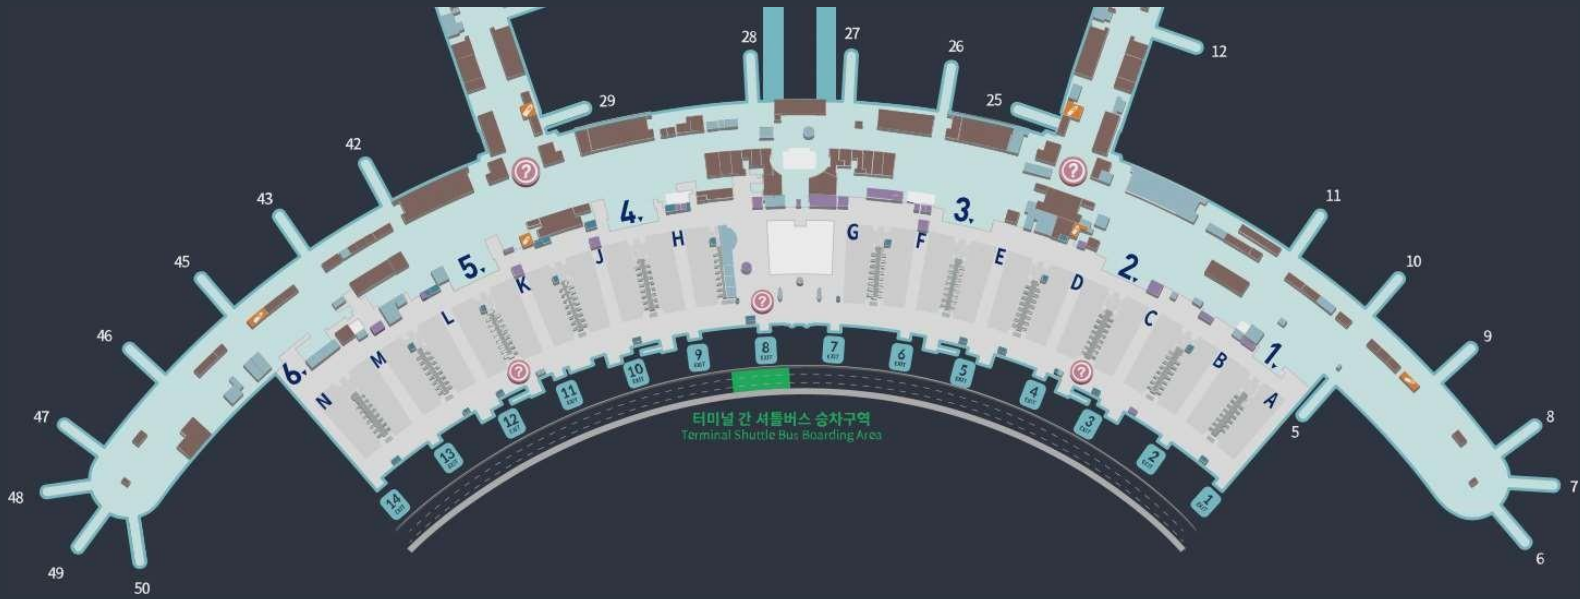 28
27
26
12
29
25
42
11
43
45
10
46
9
47
8
48
7
49
5
50
6
4
3
5
2
6
1
H
G
F
J
E
K
D
L
C
M
B
N
A
14 EXIT
13 EXIT
12 EXIT
11 EXIT
10 EXIT
9 EXIT
8 EXIT
7 EXIT
6 EXIT
5 EXIT
4 EXIT
3 EXIT
2 EXIT
1 EXIT
?
?
?
?
?
터미널 간 셔틀버스 승차구역
Terminal Shuttle Bus Boarding Area